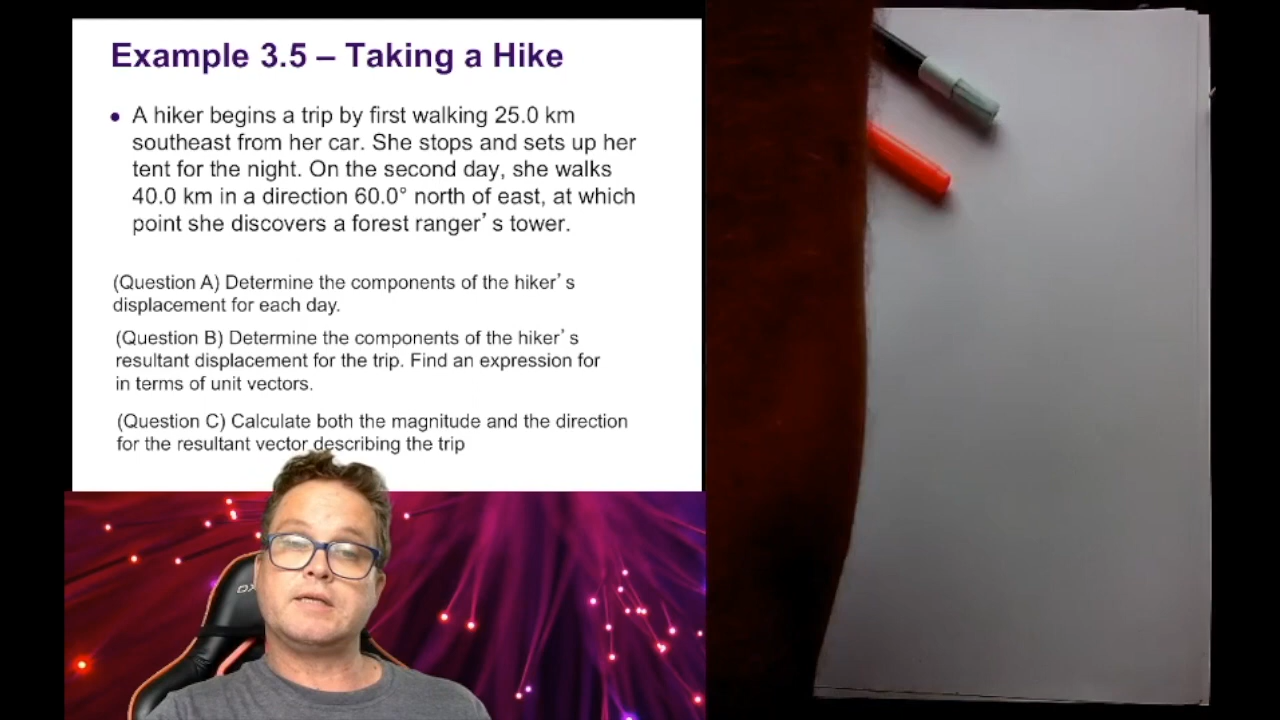 Example 3.5 – Taking a Hike
• A hiker begins a trip by first walking 25.0 km
southeast from her car. She stops and sets up her
tent for the night. On the second day, she walks
40.0 km in a direction 60.0° north of east, at which
point she discovers a forest ranger’s tower.
(Question A) Determine the components of the hiker’s
displacement for each day.
(Question B) Determine the components of the hiker’s
resultant displacement for the trip. Find an expression for
in terms of unit vectors.
(Question C) Calculate both the magnitude and the direction
for the resultant vector describing the trip